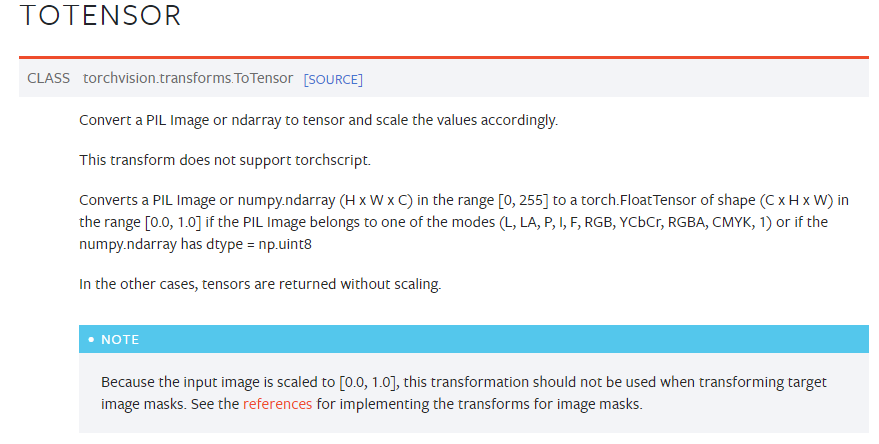 TOTENSOR
CLASS torchvision.transforms.ToTensor [SOURCE]
Convert a PIL Image or ndarray to tensor and scale the values accordingly.
This transform does not support torchscript.
Converts a PIL Image or numpy.ndarray (H x W x C) in the range [0, 255] to a torch.FloatTensor of shape (C x H x W) in
the range [0.0, 1.0] if the PIL Image belongs to one of the modes (L, LA, P, I, F, RGB, YCbCr, RGBA, CMYK, 1) or if the
numpy.ndarray has dtype = np.uint8
In the other cases, tensors are returned without scaling.
• NOTE
Because the input image is scaled to [0.0, 1.0], this transformation should not be used when transforming target
image masks. See the references for implementing the transforms for image masks.